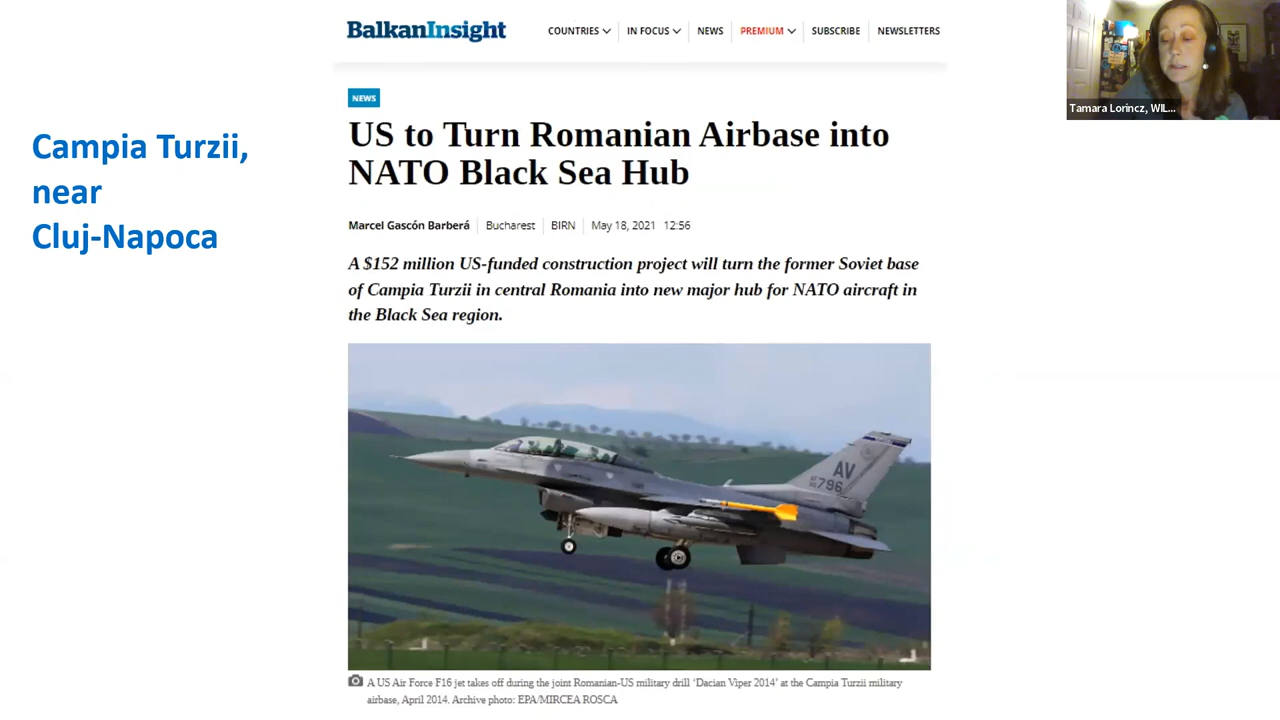 BalkanInsight
COUNTRIES
IN FOCUS
NEWS
PREMIUM
SUBSCRIBE
NEWSLETTERS
Tamara Lorincz, WIL...
NEWS
US to Turn Romanian Airbase into
NATO Black Sea Hub
Campia Turzii,
near
Cluj-Napoca
Marcel Gascón Barberá
Bucharest
BIRN
May 18, 2021 12:56
A $152 million US-funded construction project will turn the former Soviet base
of Campia Turzii in central Romania into new major hub for NATO aircraft in
the Black Sea region.
AV
796
A US Air Force F16 jet takes off during the joint Romanian-US military drill ‘Dacian Viper 2014’ at the Campia Turzii military
airbase, April 2014. Archive photo: EPA/MIRCEA ROSCA